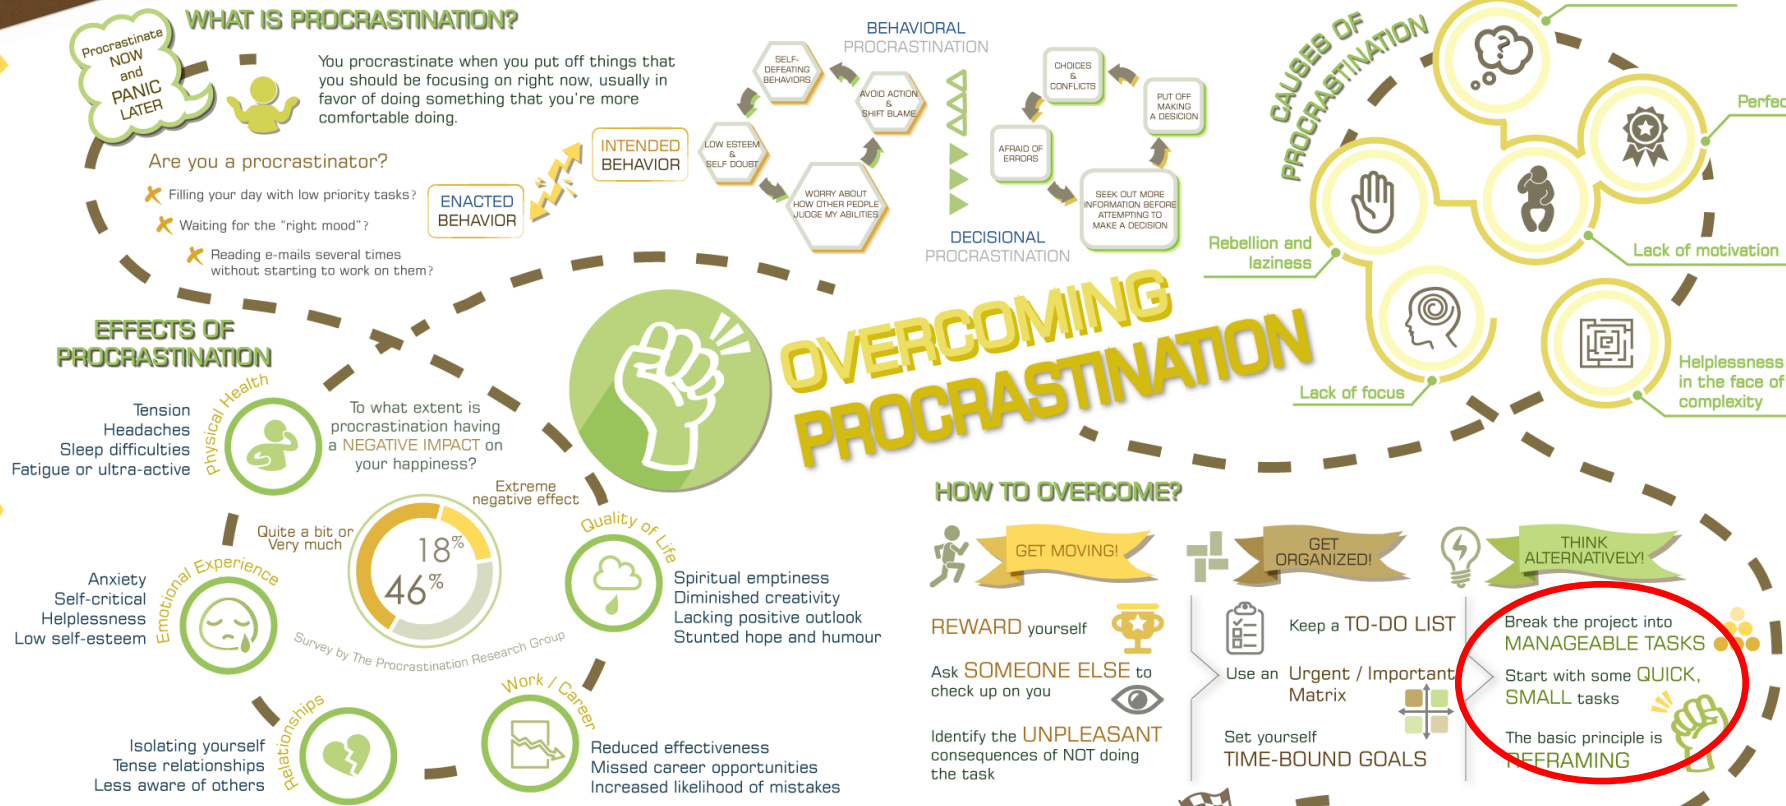 WHAT IS PROCRASTINATION?
Procrastinate
NOW
and
PANIC
LATER
You procrastinate when you put off things that
you should be focusing on right now, usually in
favor of doing something that you're more
comfortable doing.
Are you a procrastinator?
Filling your day with low priority tasks?
Waiting for the "right mood"?
Reading e-mails several times
without starting to work on them?
ENACTED
BEHAVIOR
INTENDED
BEHAVIOR
BEHAVIORAL
PROCRASTINATION
SELF-
DEFEATING
BEHAVIORS
AVOID ACTION
&
SHIFT BLAME
LOW ESTEEM
&
SELF DOUBT
WORRY ABOUT
HOW OTHER PEOPLE
JUDGE MY ABILITIES
CHOICES
&
CONFLICTS
PUT OFF
MAKING
A DESICION
AFRAID OF
ERRORS
SEEK OUT MORE
INFORMATION BEFORE
ATTEMPTING TO
MAKE A DECISION
DECISIONAL
PROCRASTINATION
CAUSES OF
PROCRASTINATION
Perfec
Lack of motivation
Rebellion and
laziness
Lack of focus
Helplessness
in the face of
complexity
OVERCOMING
PROCRASTINATION
EFFECTS OF
PROCRASTINATION
Physical Health
Tension
Headaches
Sleep difficulties
Fatigue or ultra-active
To what extent is
procrastination having
a NEGATIVE IMPACT on
your happiness?
Extreme
negative effect
Quite a bit or
Very much
18%
46%
Survey by The Procrastination Research Group
Quality of Life
Spiritual emptiness
Diminished creativity
Lacking positive outlook
Stunted hope and humour
Emotional Experience
Anxiety
Self-critical
Helplessness
Low self-esteem
Relationships
Isolating yourself
Tense relationships
Less aware of others
Work / Career
Reduced effectiveness
Missed career opportunities
Increased likelihood of mistakes
HOW TO OVERCOME?
GET MOVING!
REWARD yourself
Ask SOMEONE ELSE to
check up on you
Identify the UNPLEASANT
consequences of NOT doing
the task
GET
ORGANIZED!
Keep a TO-DO LIST
Use an Urgent / Important
Matrix
Set yourself
TIME-BOUND GOALS
THINK
ALTERNATIVELY!
Break the project into
MANAGEABLE TASKS
Start with some QUICK,
SMALL tasks
The basic principle is
REFRAMING